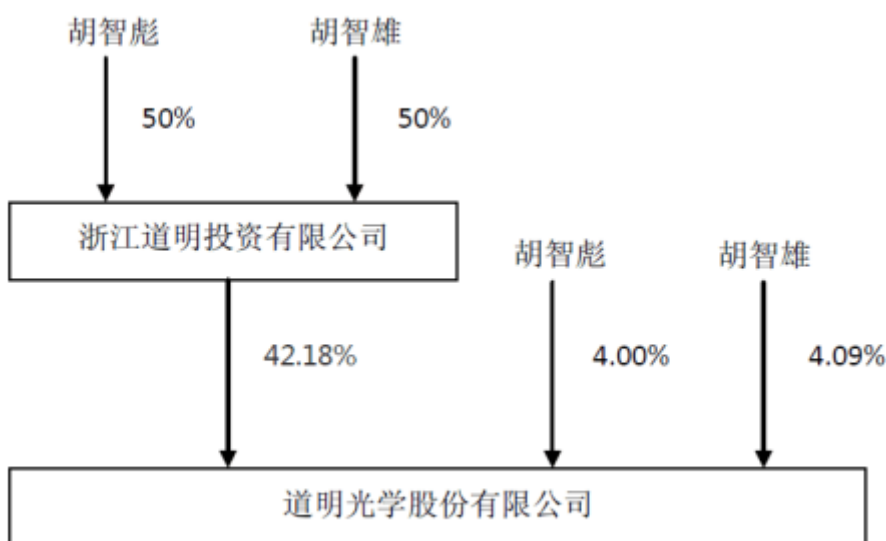 胡智彪 胡智雄
50% 50%
浙江道明投资有限公司
胡智彪 胡智雄
42.18% 4.00% 4.09%
道明光学股份有限公司